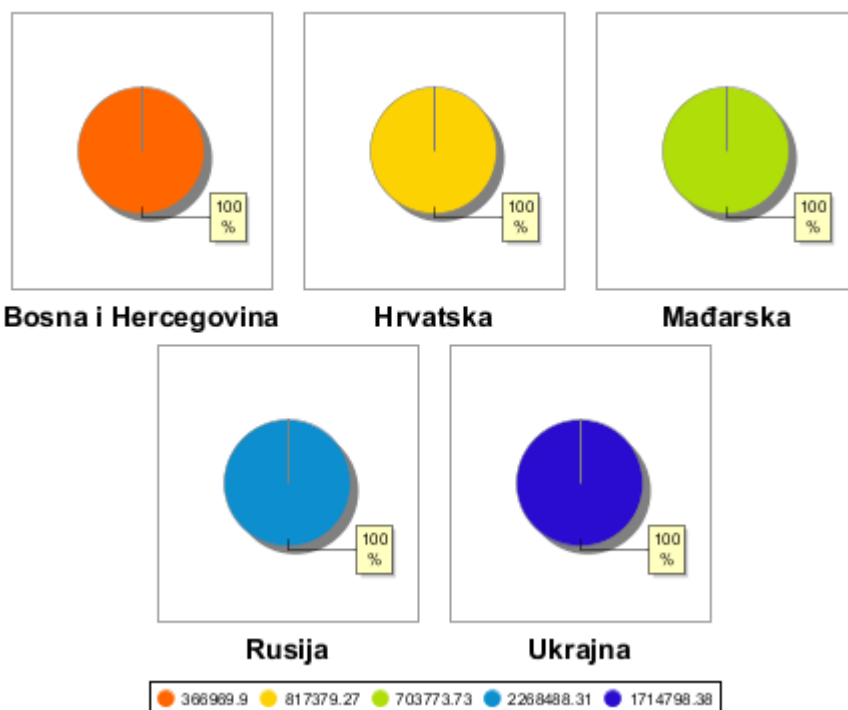 100
%
100
%
100
%
Bosna i Hercegovina
Hrvatska
Mađarska
100
%
100
%
Rusija
Ukrajna
366969.9 817379.27 703773.73 2268488.31 1714798.38